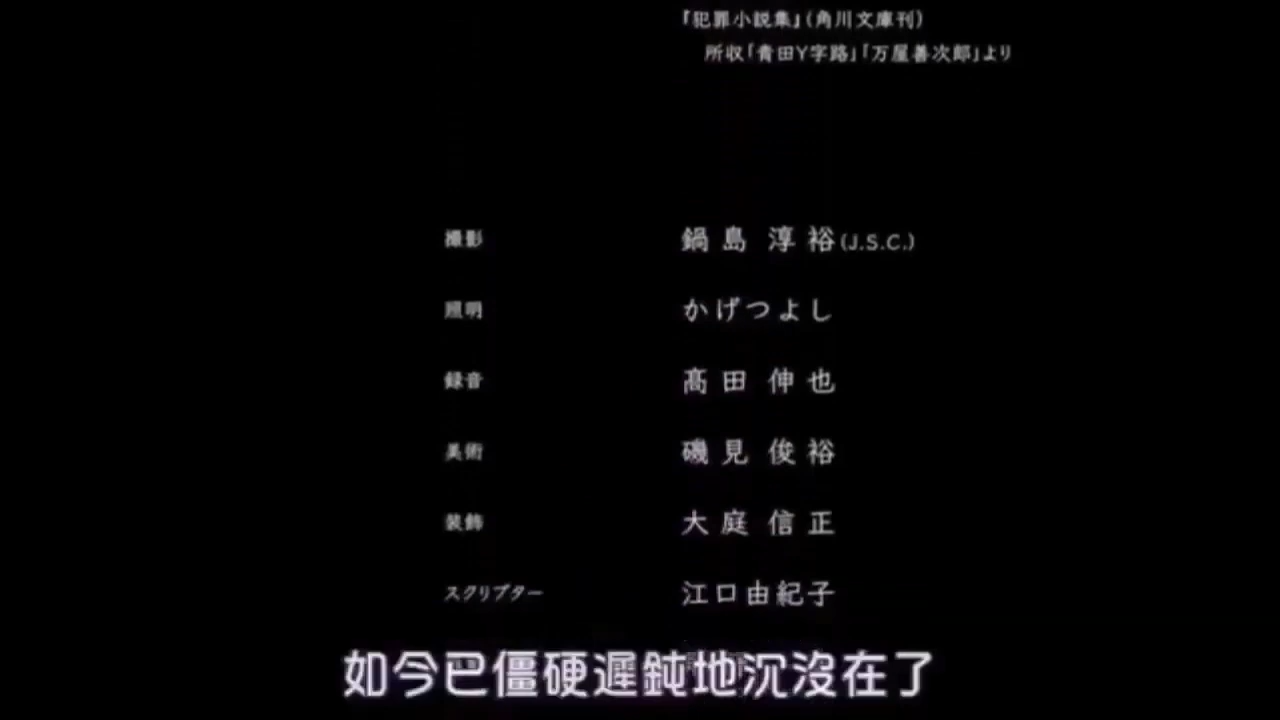 『犯罪小説集』(角川文庫刊)
所収「青田Y字路」「万屋善次郎」より
撮影 鍋島 淳裕(J.S.C.)
照明 かげつよし
録音 髙田 伸也
美術 磯見 俊裕
装飾 大庭 信正
スクリプター 江口由紀子
如今已僵硬遲鈍地沉沒在了